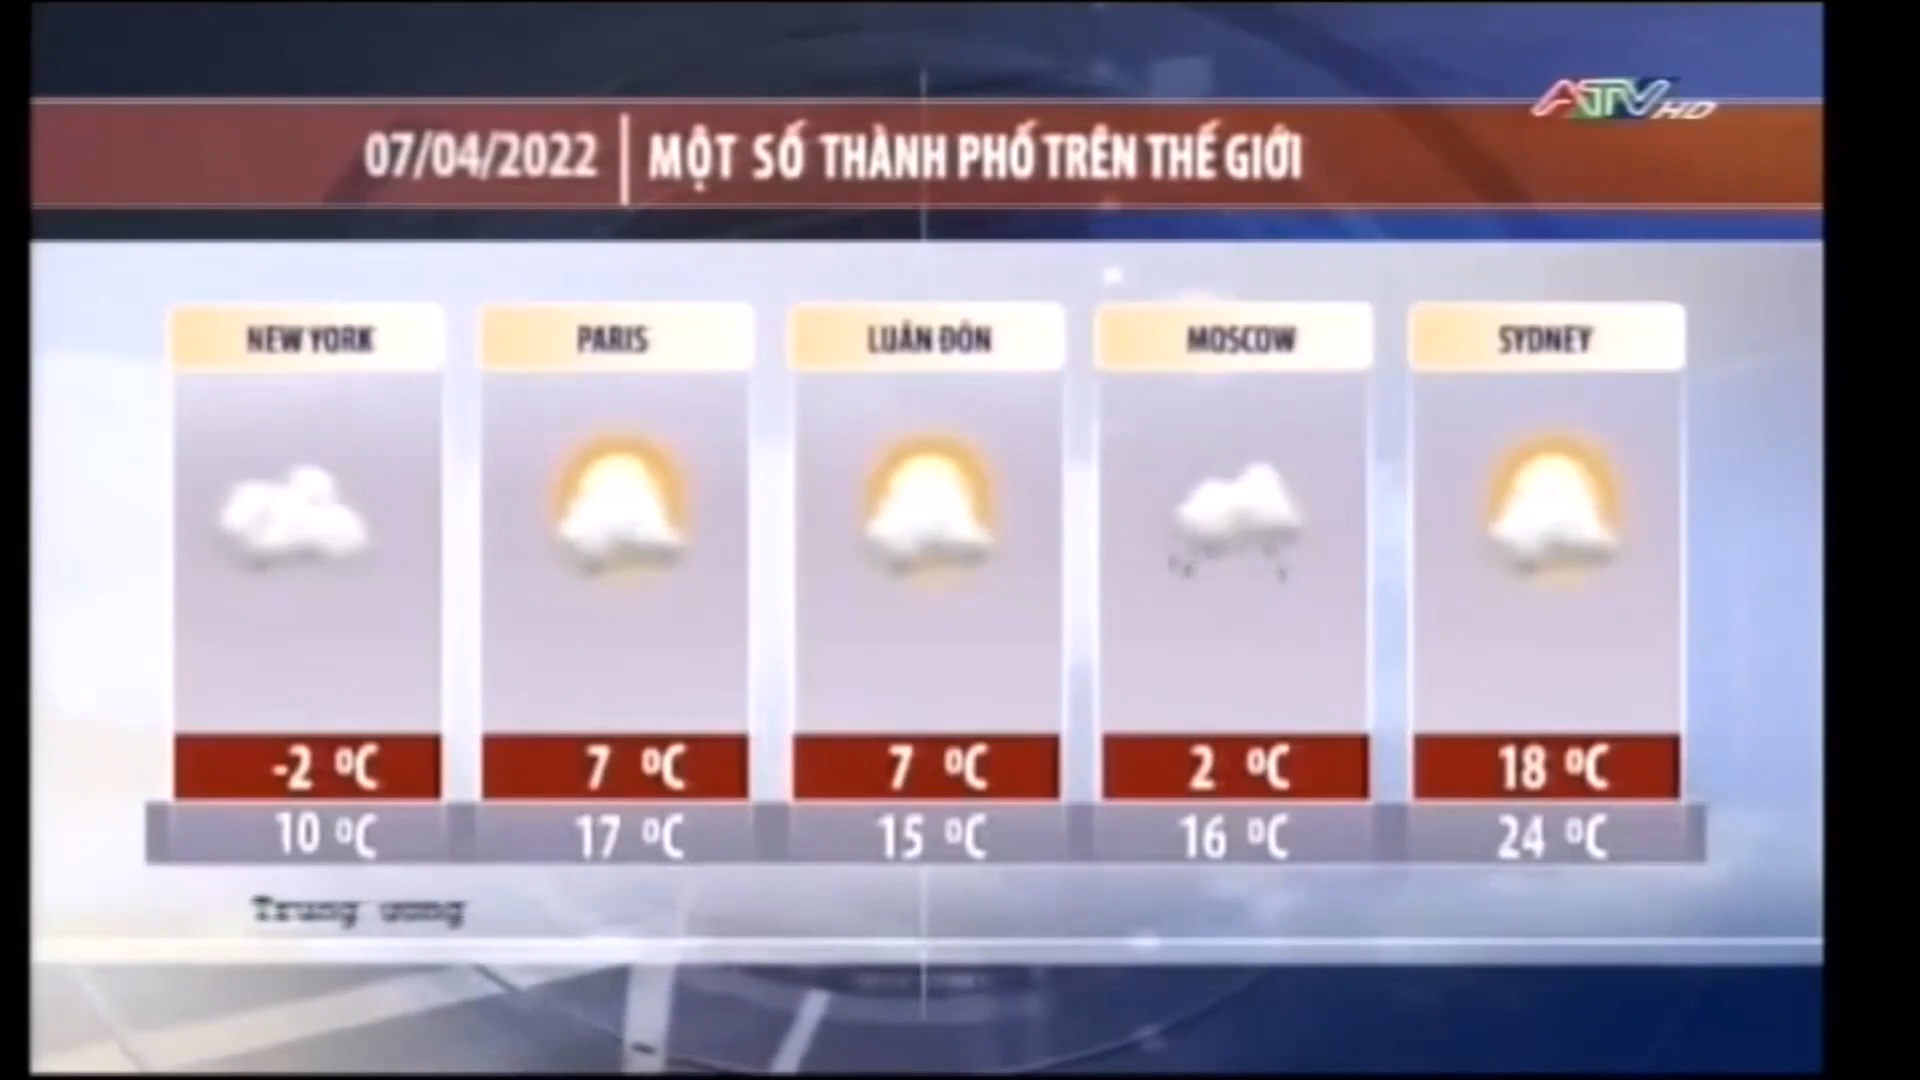 ATV HD
07/04/2022 MỘT SỐ THÀNH PHỐ TRÊN THẾ GIỚI
NEW YORK PARIS LUÂN ĐÔN MOSCOW SYDNEY
-2 ºC 7 ºC 7 ºC 2 ºC 18 ºC
10 ºC 17 ºC 15 ºC 16 ºC 24 ºC
Trung ương